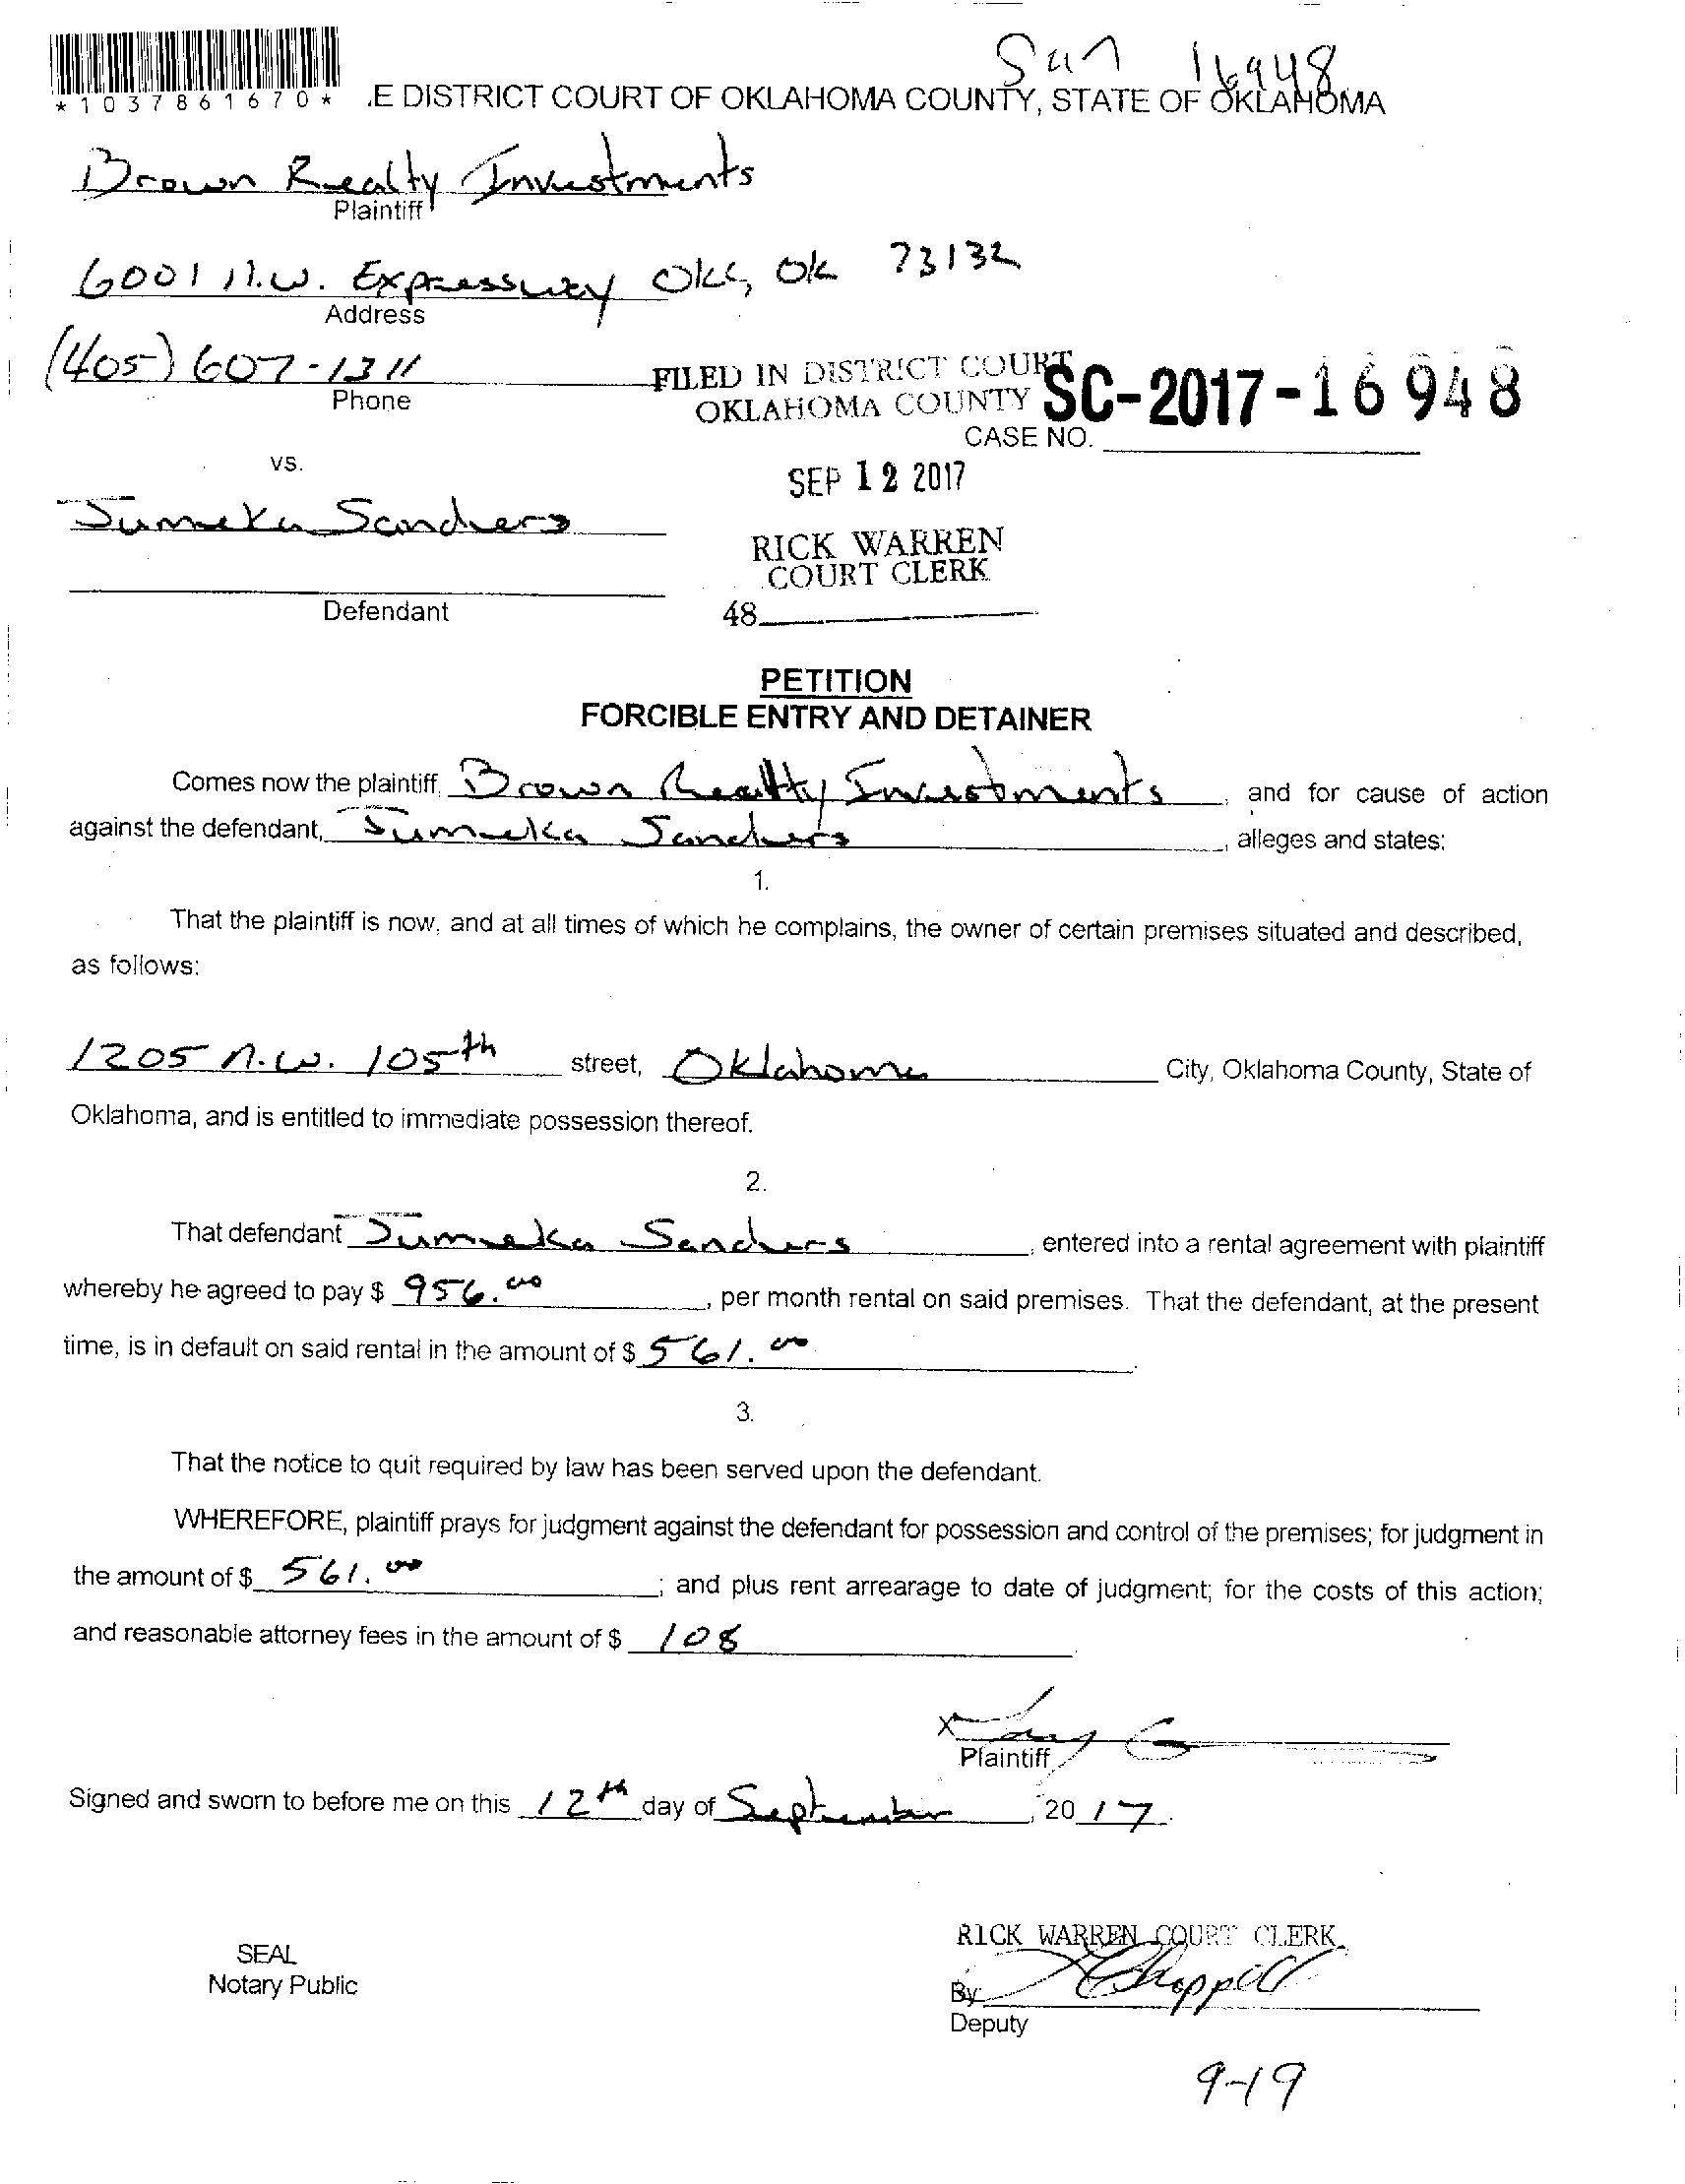 San 16948
*1037861670* .E DISTRICT COURT OF OKLAHOMA COUNTY, STATE OF OKLAHOMA
Brown Realty Investments
Plaintiff
6001 N.W. Expressway OKC, OK 73132
Address
(405) 607-1311
Phone
FILED IN DISTRICT COURT
OKLAHOMA COUNTY
SC-2017-16948
CASE NO.
vs.
SEP 12 2017
Jumeka Sanders
RICK WARREN
COURT CLERK
Defendant
48
PETITION
FORCIBLE ENTRY AND DETAINER
Comes now the plaintiff, Brown Realty Investments, and for cause of action
against the defendant, Jumeka Sanders, alleges and states:
1.
That the plaintiff is now, and at all times of which he complains, the owner of certain premises situated and described,
as follows:
1205 N.W. 105th street, Oklahoma City, Oklahoma County, State of
Oklahoma, and is entitled to immediate possession thereof.
2.
That defendant Jumeka Sanders, entered into a rental agreement with plaintiff
whereby he agreed to pay $ 956.00, per month rental on said premises. That the defendant, at the present
time, is in default on said rental in the amount of $ 561.00.
3.
That the notice to quit required by law has been served upon the defendant.
WHEREFORE, plaintiff prays for judgment against the defendant for possession and control of the premises; for judgment in
the amount of $ 561.00; and plus rent arrearage to date of judgment; for the costs of this action;
and reasonable attorney fees in the amount of $ 108
X
Plaintiff
Signed and sworn to before me on this 12th day of September, 2017.
RICK WARREN COURT CLERK
SEAL
Notary Public
By:
Deputy
9-19